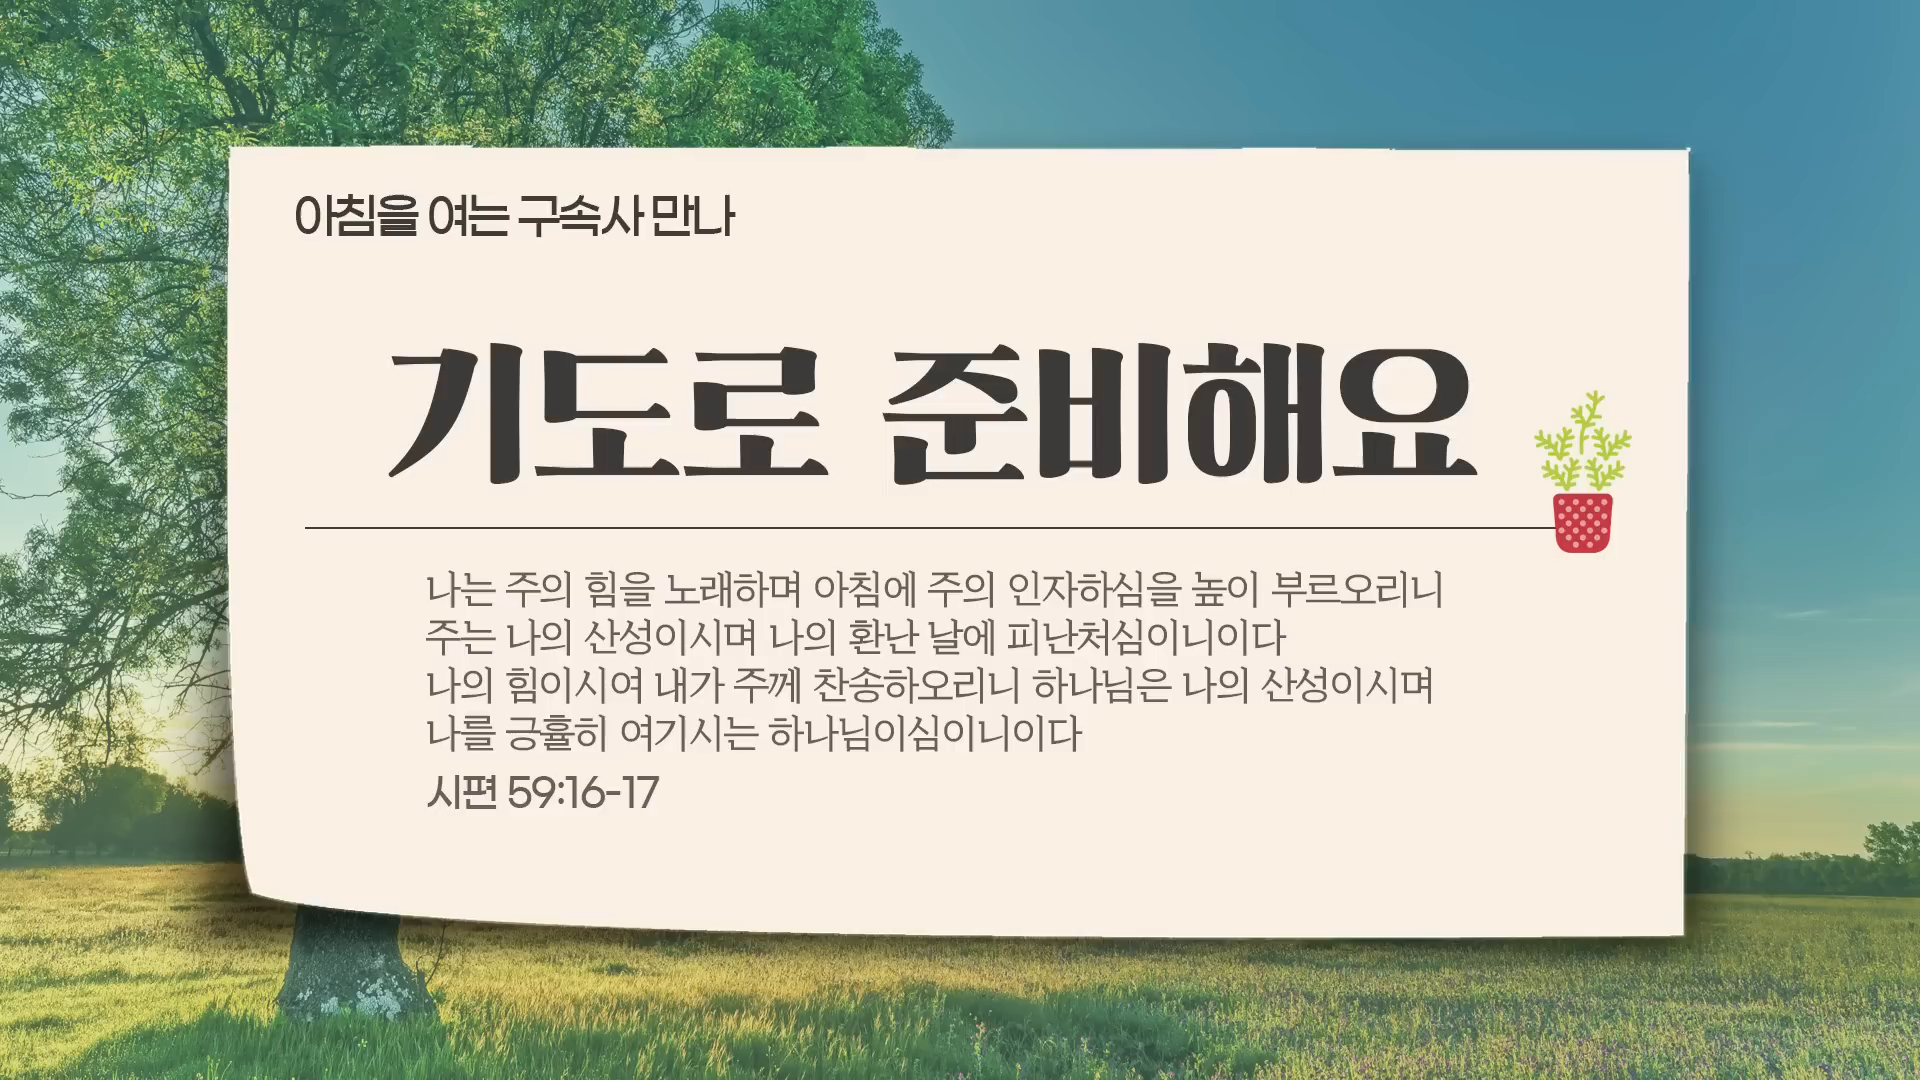 아침을 여는 구속사 만나
기도로 준비해요
나는 주의 힘을 노래하며 아침에 주의 인자하심을 높이 부르오리니
주는 나의 산성이시며 나의 환난 날에 피난처심이니이다
나의 힘이시여 내가 주께 찬송하오리니 하나님은 나의 산성이시며
나를 긍휼히 여기시는 하나님이심이니이다
시편 59:16-17